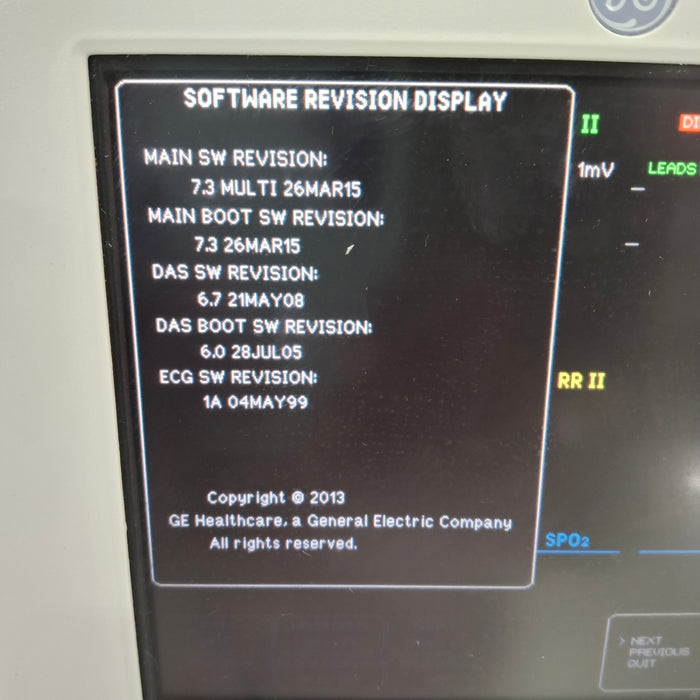 SOFTWARE REVISION DISPLAY
MAIN SW REVISION:
7.3 MULTI 26MAR15
MAIN BOOT SW REVISION:
7.3 26MAR15
DAS SW REVISION:
6.7 21MAY08
DAS BOOT SW REVISION:
6.0 28JUL05
ECG SW REVISION:
1A 04MAY99
Copyright © 2013
GE Healthcare, a General Electric Company
All rights reserved.
II
DI
1mV LEADS
RR II
SPO₂
> NEXT
PREVIOUS
QUIT
GE